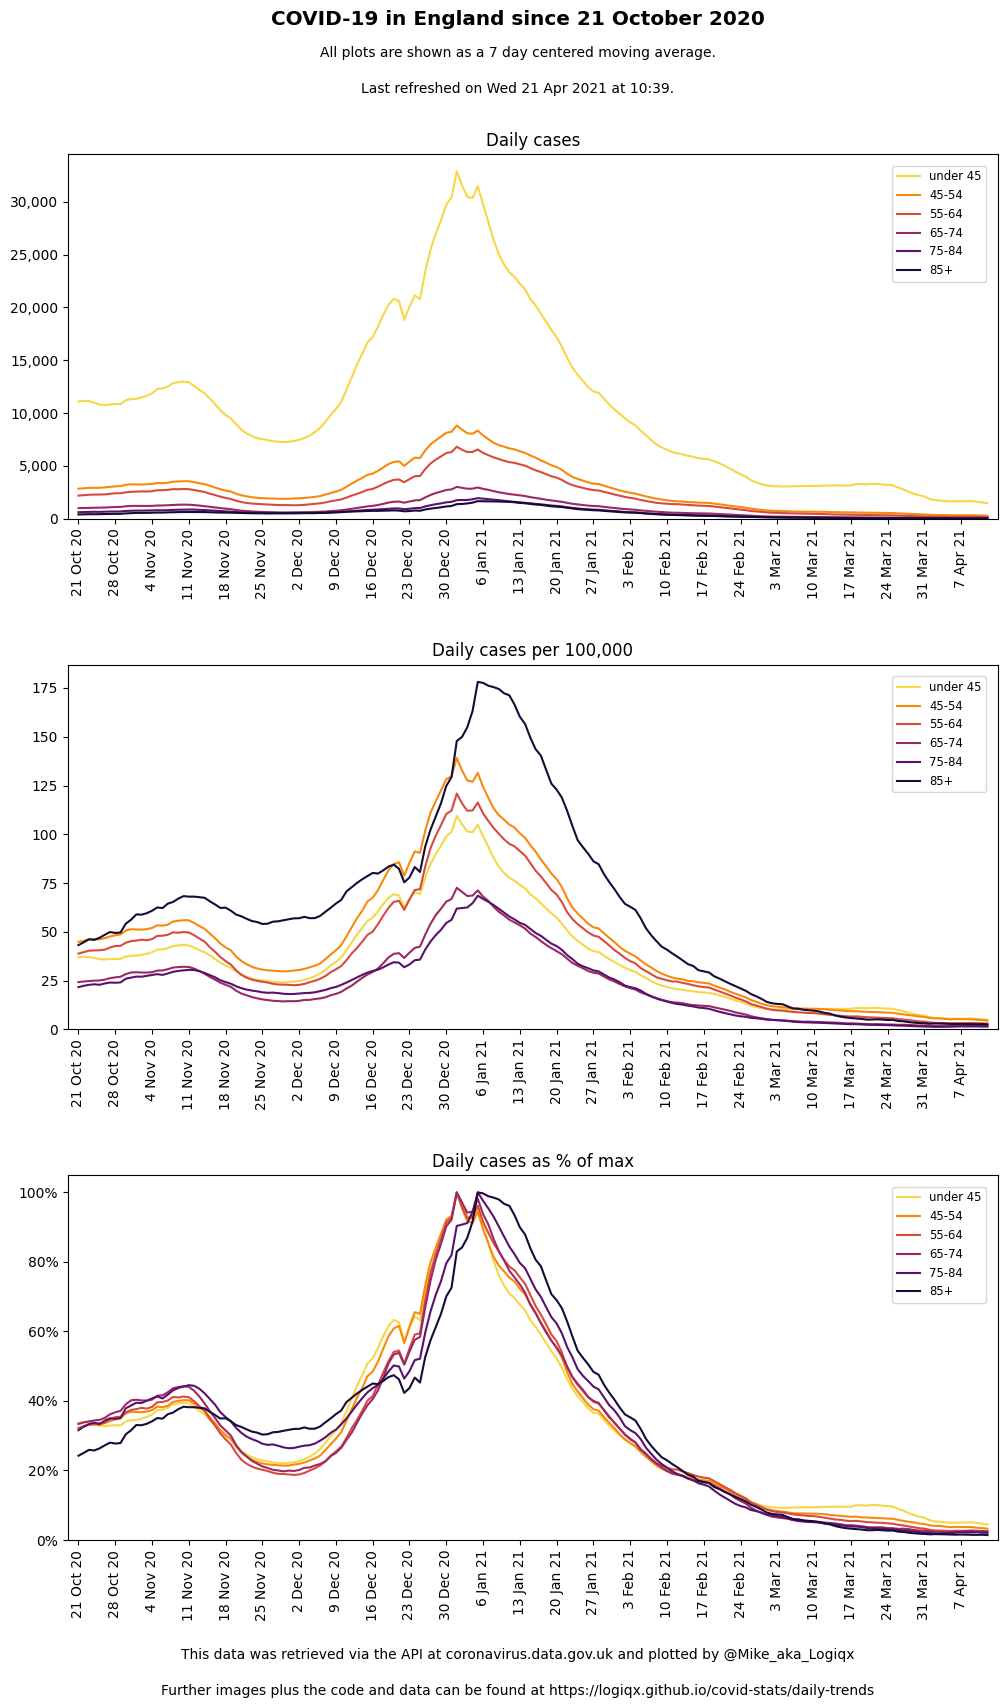 COVID-19 in England since 21 October 2020
All plots are shown as a 7 day centered moving average.
Last refreshed on Wed 21 Apr 2021 at 10:39.
Daily cases
30,000
25,000
20,000
15,000
10,000
5,000
0
under 45
45-54
55-64
65-74
75-84
85+
21 Oct 20
28 Oct 20
4 Nov 20
11 Nov 20
18 Nov 20
25 Nov 20
2 Dec 20
9 Dec 20
16 Dec 20
23 Dec 20
30 Dec 20
6 Jan 21
13 Jan 21
20 Jan 21
27 Jan 21
3 Feb 21
10 Feb 21
17 Feb 21
24 Feb 21
3 Mar 21
10 Mar 21
17 Mar 21
24 Mar 21
31 Mar 21
7 Apr 21
Daily cases per 100,000
175
150
125
100
75
50
25
0
under 45
45-54
55-64
65-74
75-84
85+
21 Oct 20
28 Oct 20
4 Nov 20
11 Nov 20
18 Nov 20
25 Nov 20
2 Dec 20
9 Dec 20
16 Dec 20
23 Dec 20
30 Dec 20
6 Jan 21
13 Jan 21
20 Jan 21
27 Jan 21
3 Feb 21
10 Feb 21
17 Feb 21
24 Feb 21
3 Mar 21
10 Mar 21
17 Mar 21
24 Mar 21
31 Mar 21
7 Apr 21
Daily cases as % of max
100%
80%
60%
40%
20%
0%
under 45
45-54
55-64
65-74
75-84
85+
21 Oct 20
28 Oct 20
4 Nov 20
11 Nov 20
18 Nov 20
25 Nov 20
2 Dec 20
9 Dec 20
16 Dec 20
23 Dec 20
30 Dec 20
6 Jan 21
13 Jan 21
20 Jan 21
27 Jan 21
3 Feb 21
10 Feb 21
17 Feb 21
24 Feb 21
3 Mar 21
10 Mar 21
17 Mar 21
24 Mar 21
31 Mar 21
7 Apr 21
This data was retrieved via the API at coronavirus.data.gov.uk and plotted by @Mike_aka_Logiqx
Further images plus the code and data can be found at https://logiqx.github.io/covid-stats/daily-trends